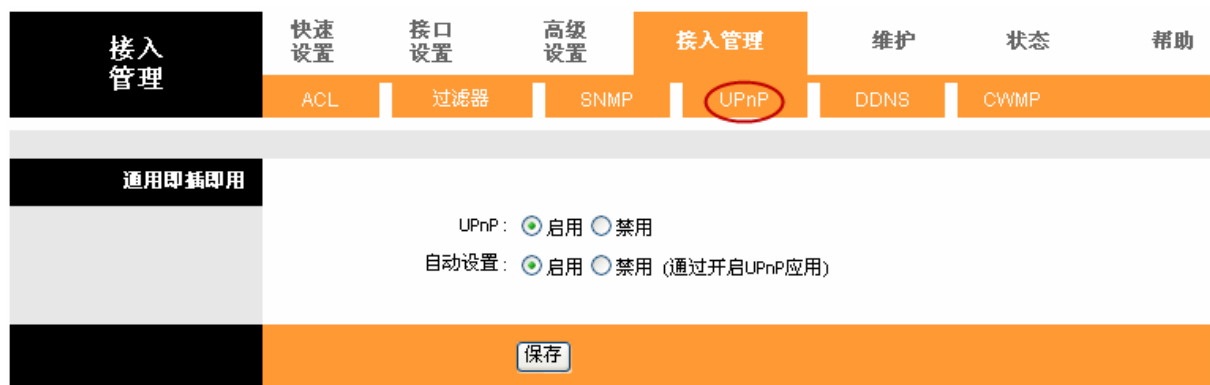 接入
管理
快速
设置
接口
设置
高级
设置
接入管理
维护
状态
帮助
ACL
过滤器
SNMP
UPnP
DDNS
CWMP
通用即插即用
UPnP: 启用 禁用
自动设置: 启用 禁用 (通过开启UPnP应用)
保存